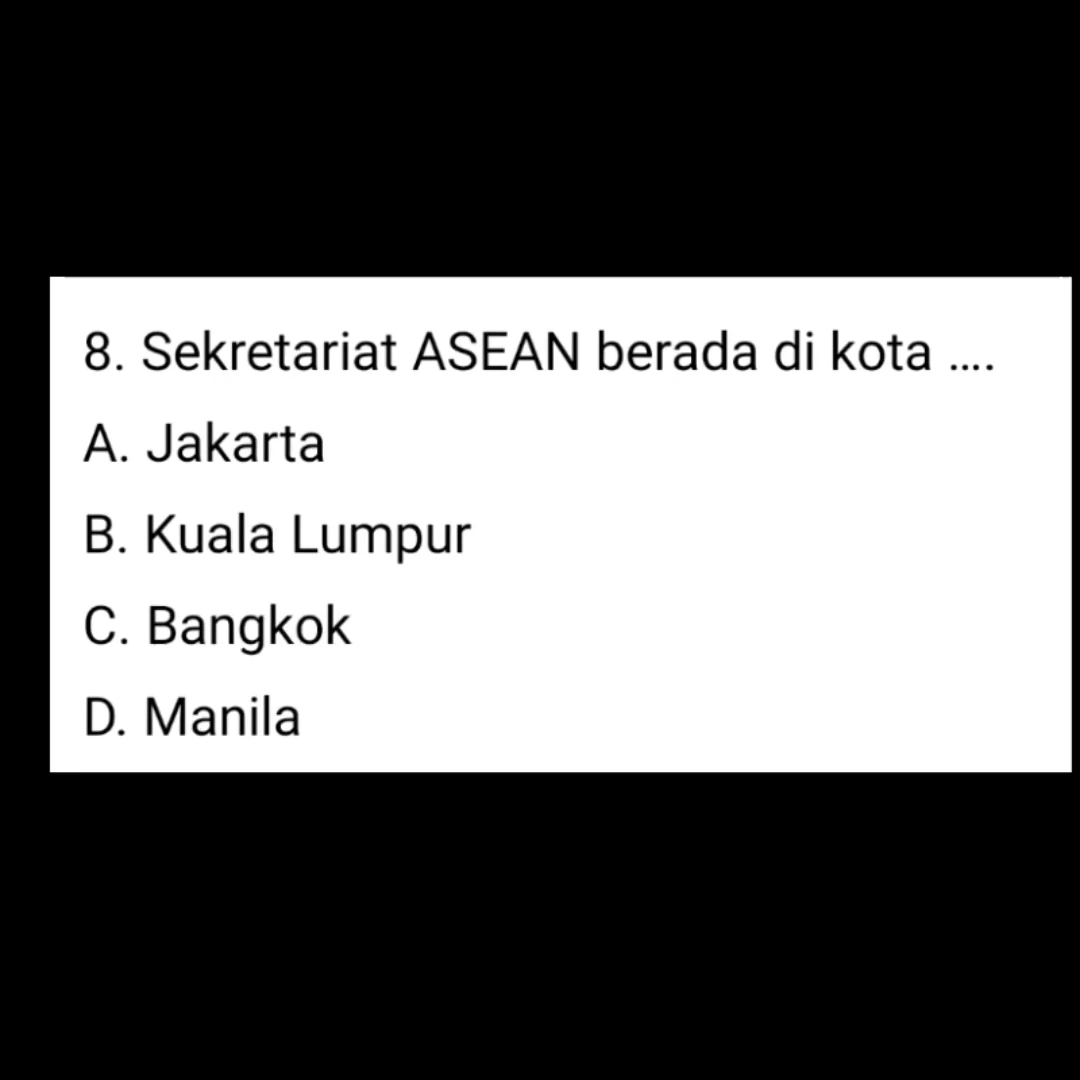 8. Sekretariat ASEAN berada di kota ....
A. Jakarta
B. Kuala Lumpur
C. Bangkok
D. Manila